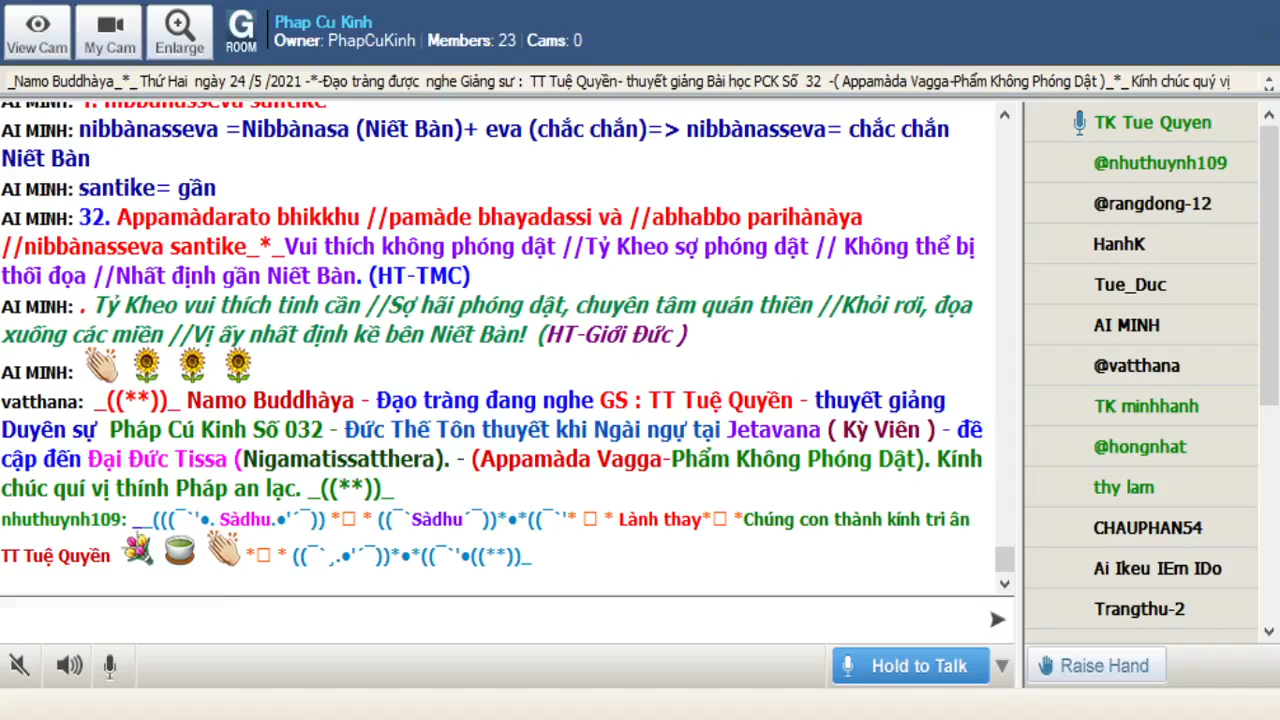 View Cam
My Cam
Enlarge
G
ROOM
Phap Cu Kinh
Owner: PhapCuKinh | Members: 23 | Cams: 0
_Namo Buddhàya_*_ Thứ Hai ngày 24 /5 /2021 -*-Đạo tràng được nghe Giảng sư : TT Tuệ Quyền- thuyết giảng Bài học PCK Số 32 -( Appamàda Vagga-Phẩm Không Phóng Dật )_*_ Kính chúc quý vị
AI MINH: 4. nibbànasseva santike
AI MINH: nibbànasseva =Nibbànasa (Niết Bàn)+ eva (chắc chắn)=> nibbànasseva= chắc chắn
Niết Bàn
AI MINH: santike= gần
AI MINH: 32. Appamàdarato bhikkhu //pamàde bhayadassi và //abhabbo parihànàya
//nibbànasseva santike_*_Vui thích không phóng dật //Tỷ Kheo sợ phóng dật // Không thể bị
thối đọa //Nhất định gần Niết Bàn. (HT-TMC)
AI MINH: . Tỷ Kheo vui thích tinh cần //Sợ hãi phóng dật, chuyên tâm quán thiền //Khỏi rơi, đọa
xuống các miền //Vị ấy nhất định kề bên Niết Bàn! (HT-Giới Đức )
AI MINH:
vatthana: _((**))_ Namo Buddhàya - Đạo tràng đang nghe GS : TT Tuệ Quyền - thuyết giảng
Duyên sự Pháp Cú Kinh Số 032 - Đức Thế Tôn thuyết khi Ngài ngự tại Jetavana ( Kỳ Viên ) - đề
cập đến Đại Đức Tissa (Nigamatissatthera). - (Appamàda Vagga-Phẩm Không Phóng Dật). Kính
chúc quí vị thính Pháp an lạc. _((**))_
nhuthuynh109: __(((¯`'•. Sàdhu.•'´¯)) *□ * ((¯`Sàdhu´¯))*•*((¯`'* □ * Lành thay*□ *Chúng con thành kính tri ân
TT Tuệ Quyền *□ * ((¯`¸.•'´¯))*•*((¯`'•((**))_
TK Tue Quyen
@nhuthuynh109
@rangdong-12
HanhK
Tue_Duc
AI MINH
@vatthana
TK minhhanh
@hongnhat
thy lam
CHAUPHAN54
Ai Ikeu IEm IDo
Trangthu-2
Hold to Talk
Raise Hand